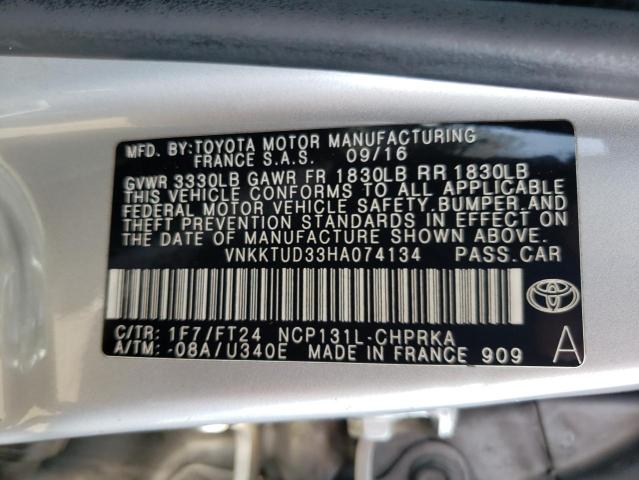 MFD. BY:TOYOTA MOTOR MANUFACTURING
FRANCE S.A.S. 09/16
GVWR 3330LB GAWR FR 1830LB RR 1830LB
THIS VEHICLE CONFORMS TO ALL APPLICABLE
FEDERAL MOTOR VEHICLE SAFETY, BUMPER, AND
THEFT PREVENTION STANDARDS IN EFFECT ON
THE DATE OF MANUFACTURE SHOWN ABOVE.
VNKKTUD33HA074134 PASS.CAR
C/TR: 1F7/FT24 NCP131L-CHPRKA
A/TM: -08A/U340E MADE IN FRANCE 909
A